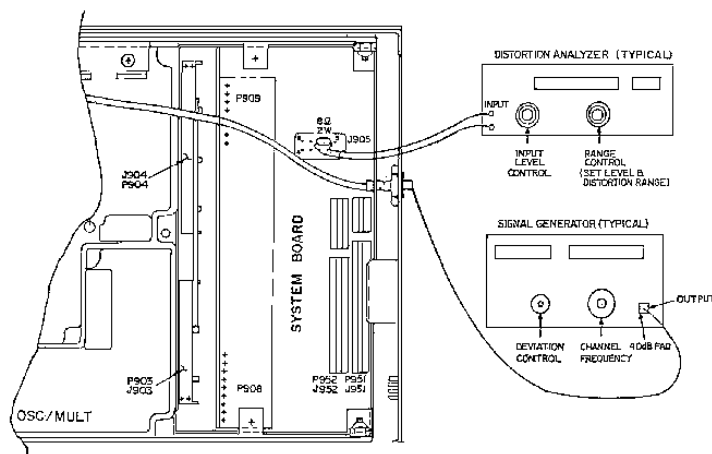 DISTORTION ANALYZER (TYPICAL)
INPUT
INPUT
LEVEL
CONTROL
RANGE
CONTROL
(SET LEVEL &
DISTORTION RANGE)
P909
8Ω
2W
J905
J904
P904
SYSTEM BOARD
SIGNAL GENERATOR (TYPICAL)
OUTPUT
DEVIATION
CONTROL
CHANNEL
FREQUENCY
40dB PAD
P903
J903
P908
P952
J952
P951
J951
OSC/MULT